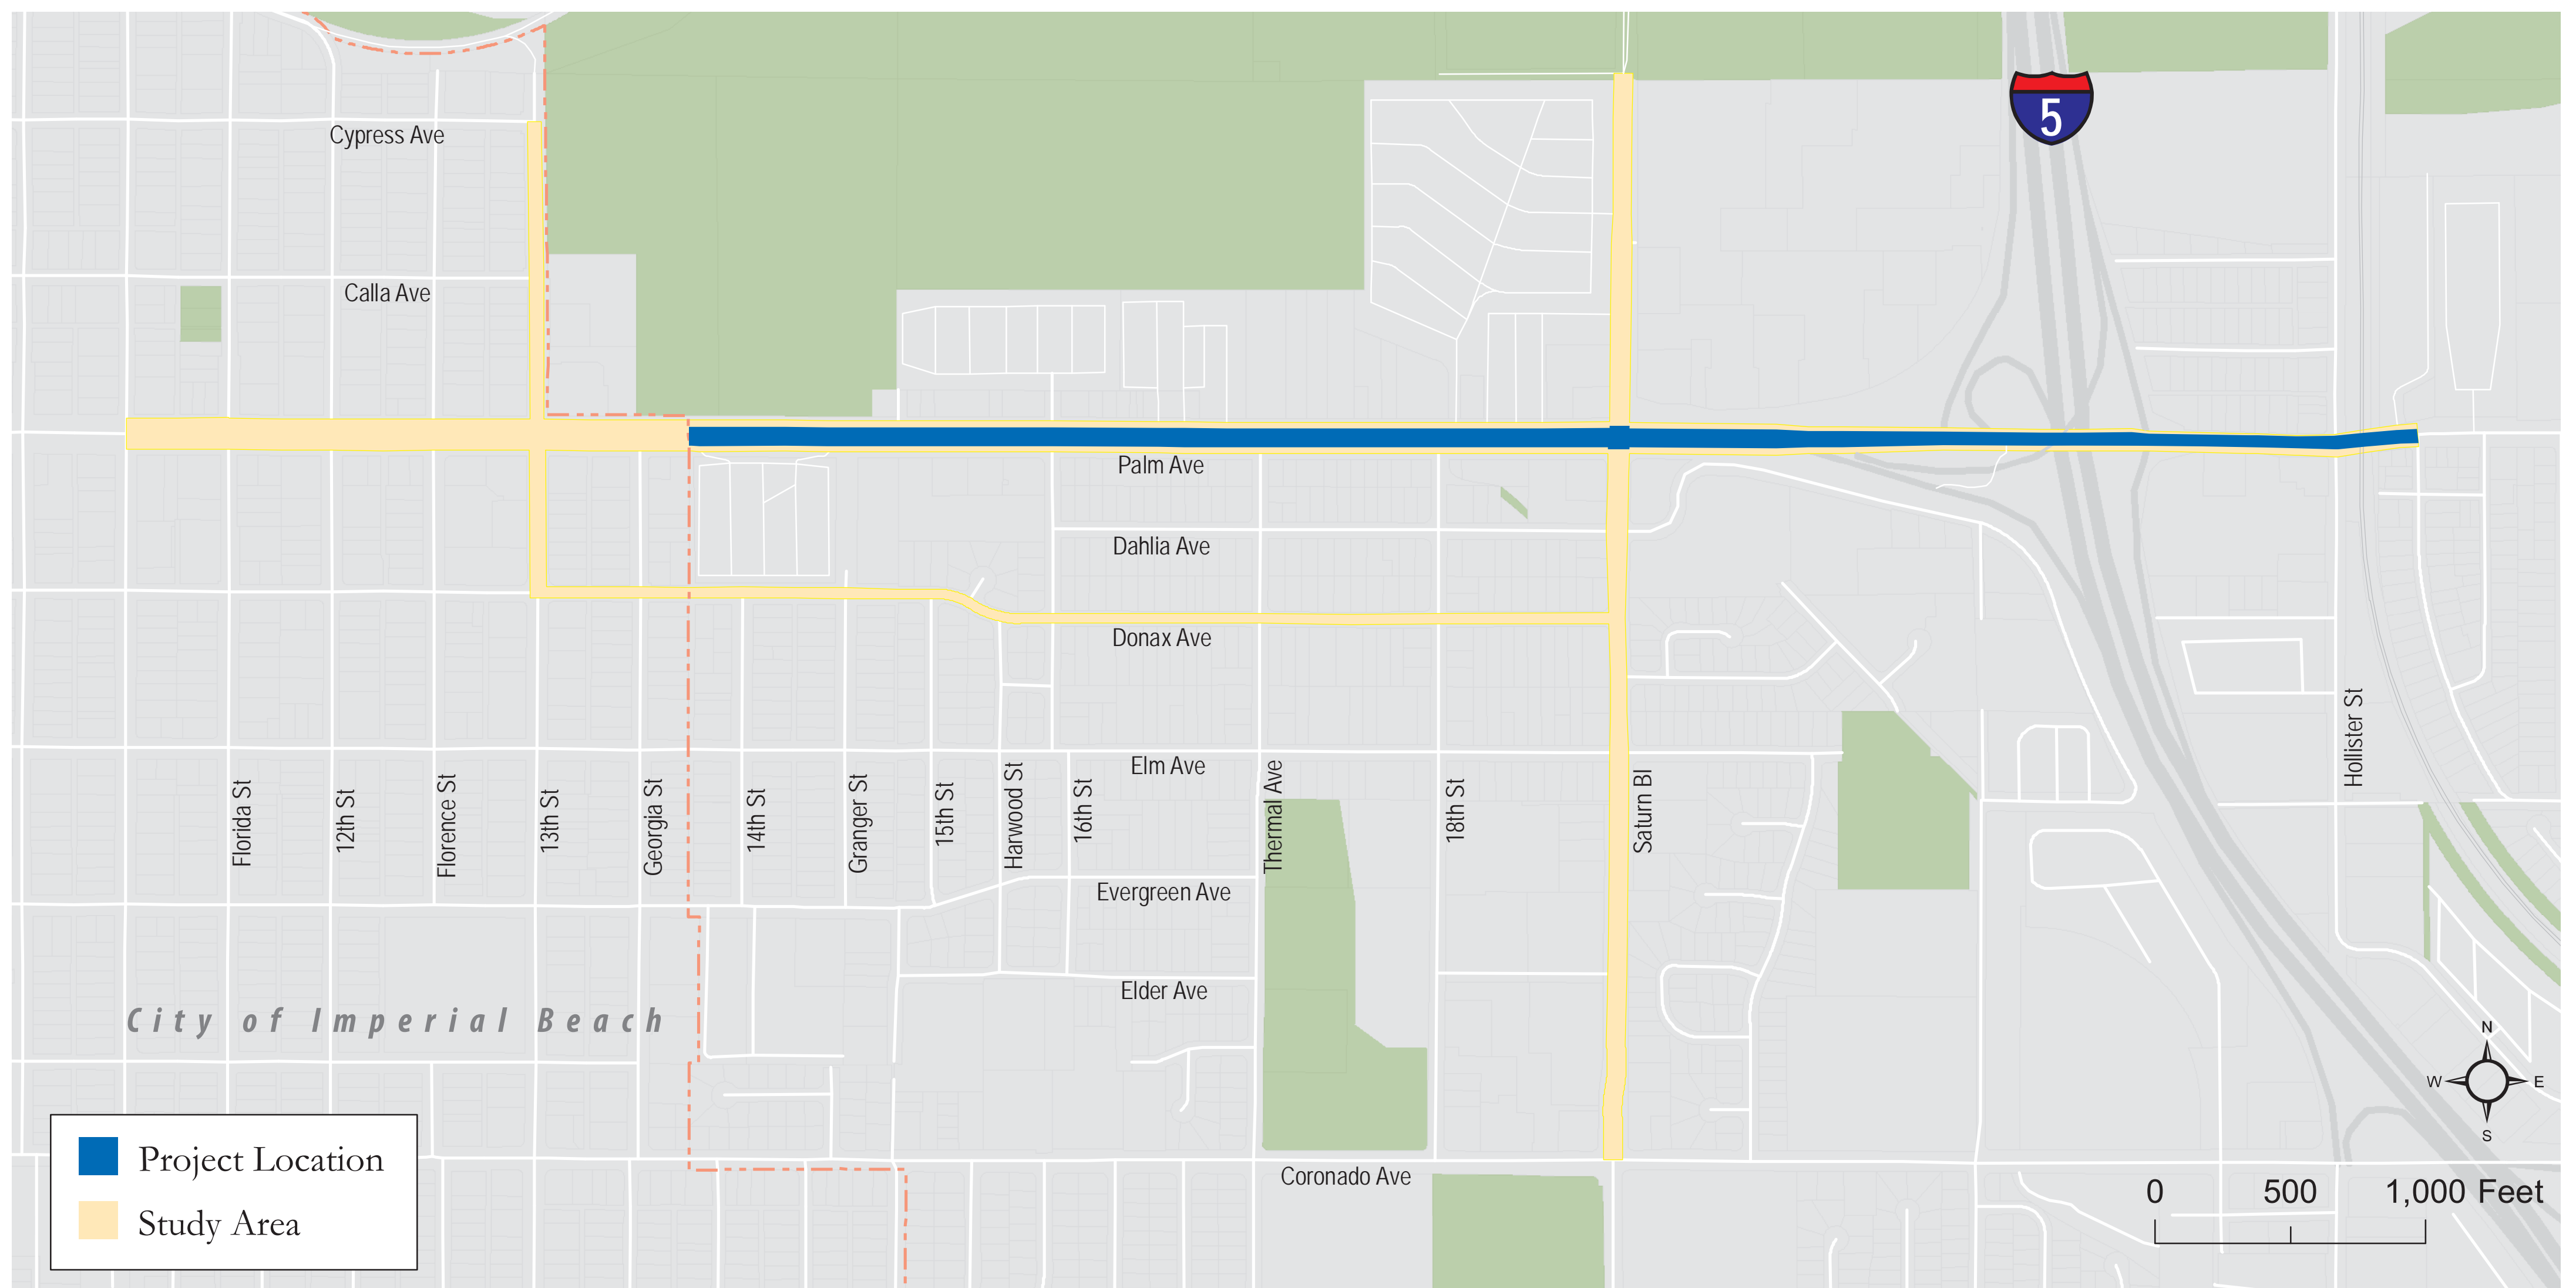 5
Cypress Ave
Calla Ave
Palm Ave
Dahlia Ave
Donax Ave
Elm Ave
Florida St
12th St
Florence St
13th St
Georgia St
14th St
Granger St
15th St
Harwood St
16th St
Thermal Ave
18th St
Saturn Bl
Hollister St
Evergreen Ave
Elder Ave
City of Imperial Beach
Coronado Ave
Project Location
Study Area
N
W
E
S
0 500 1,000 Feet